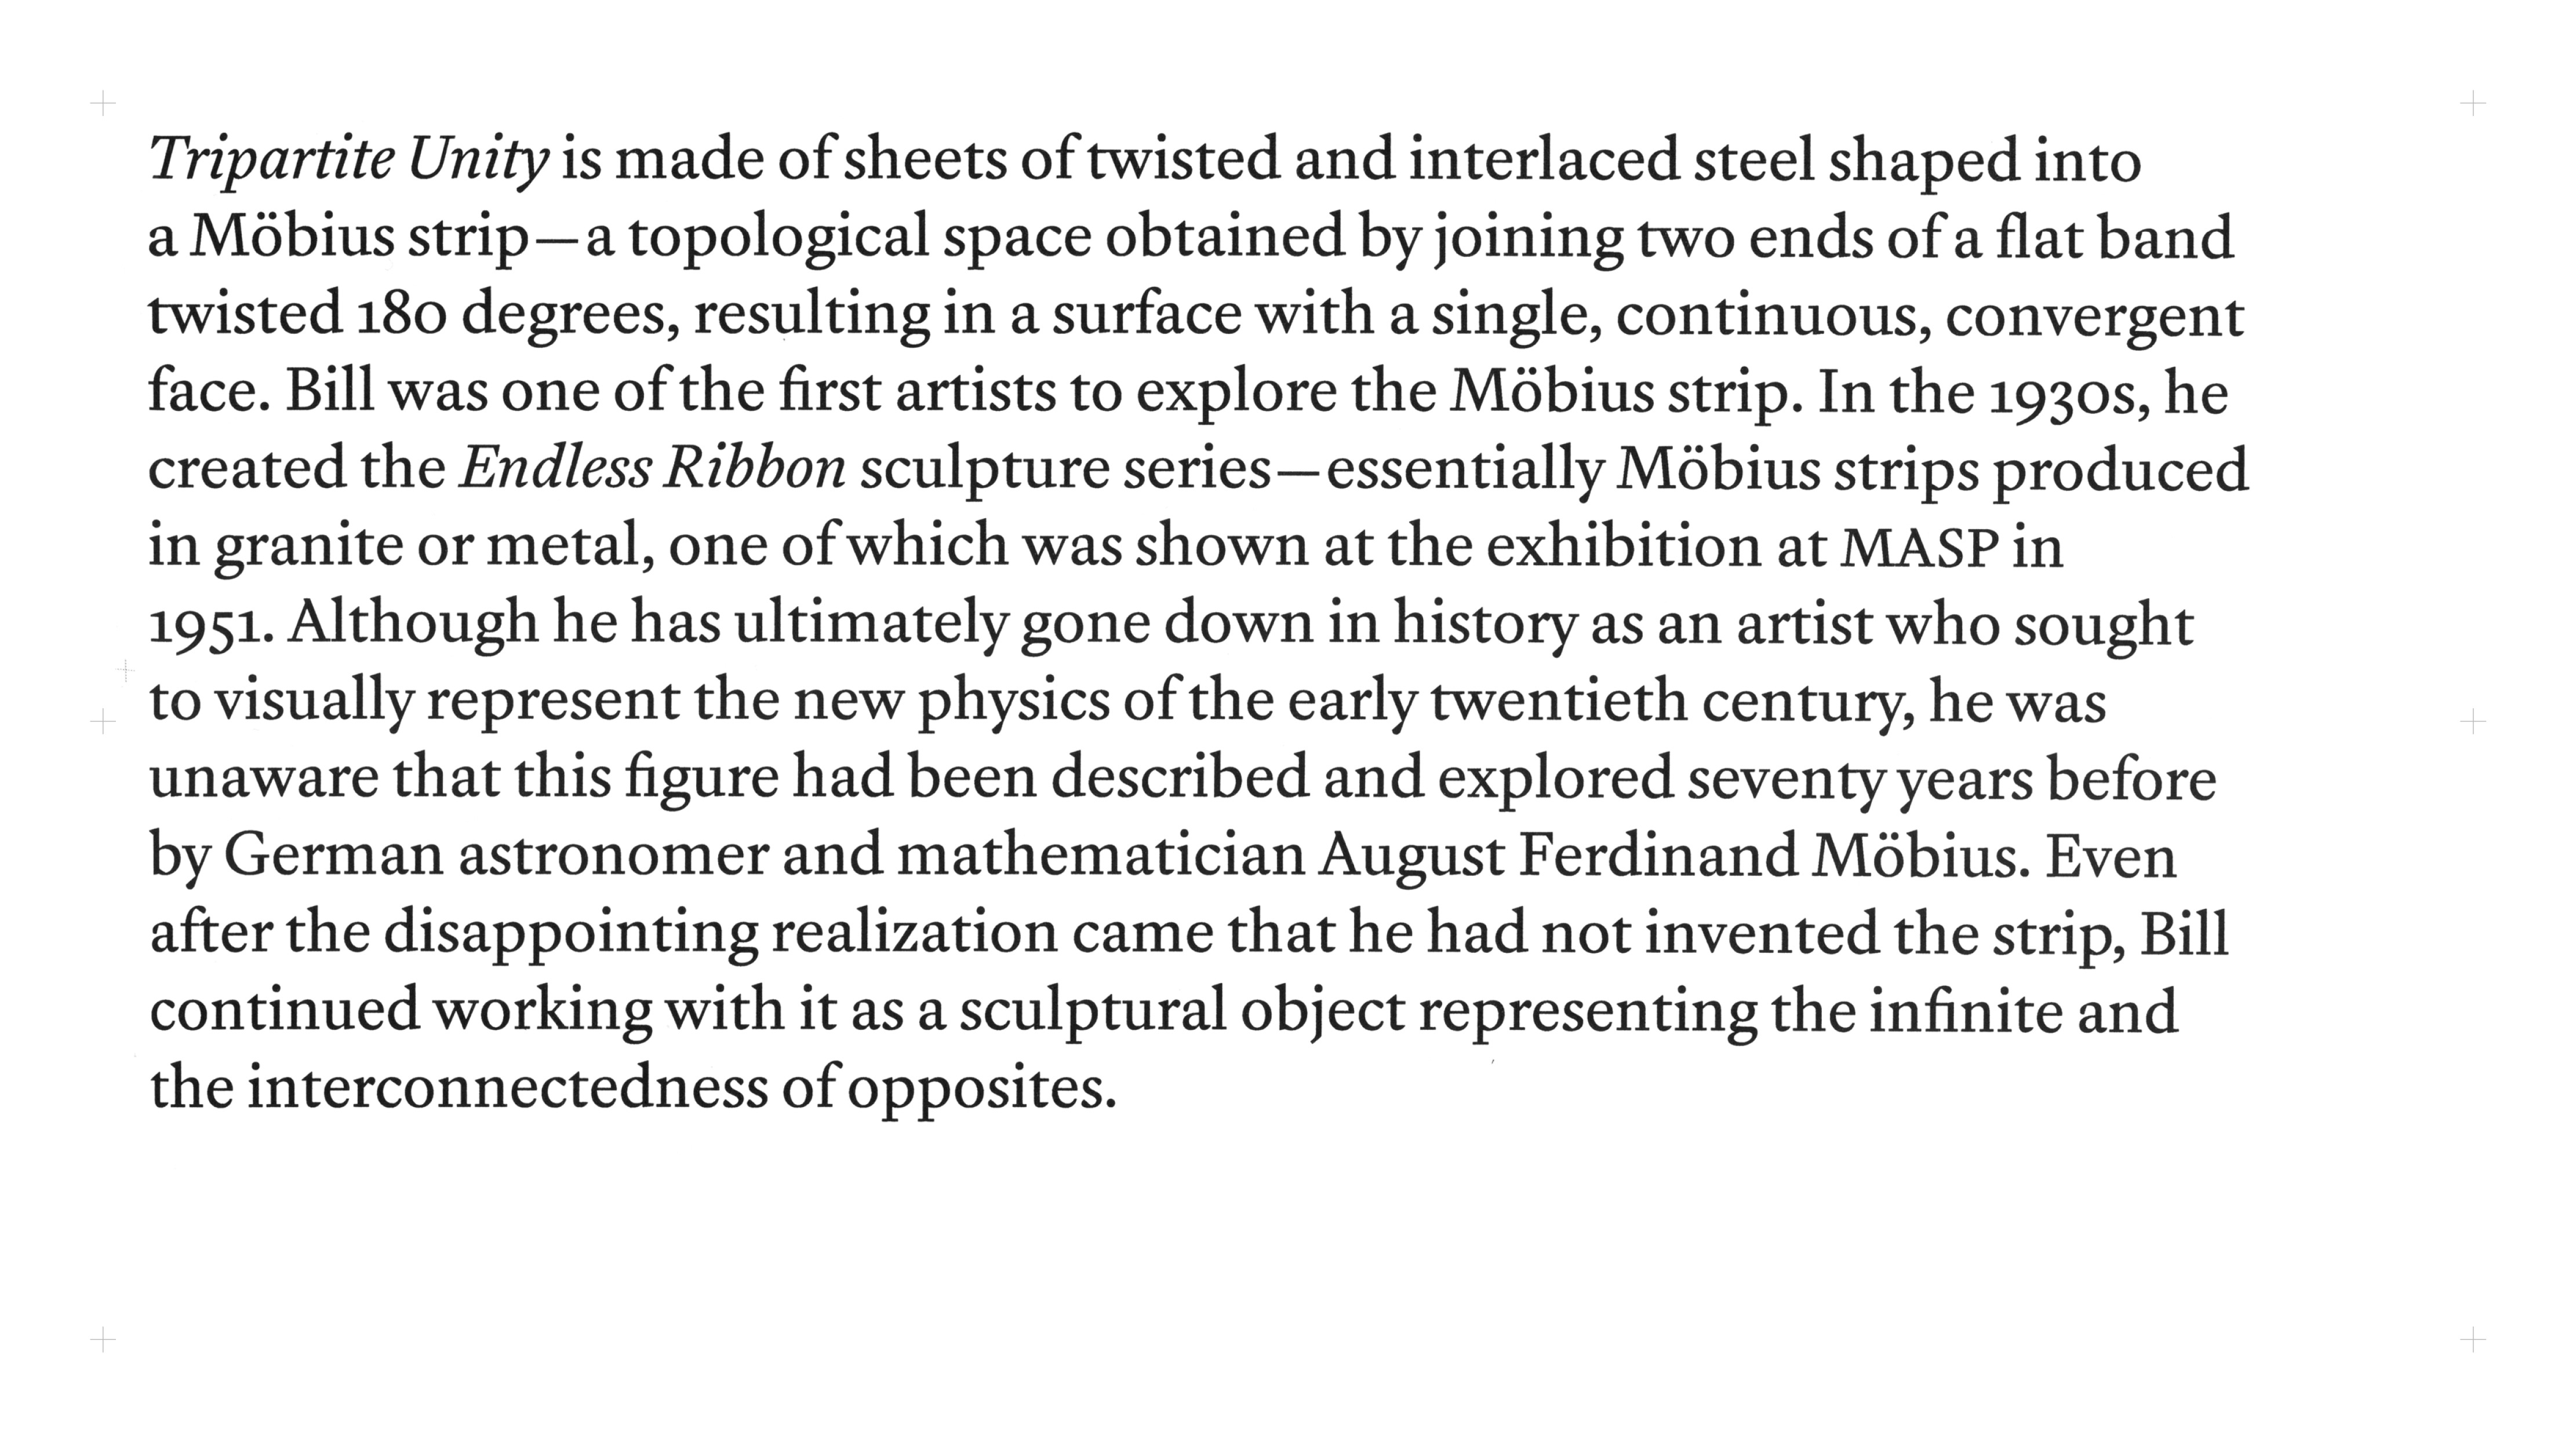 Tripartite Unity is made of sheets of twisted and interlaced steel shaped into
a Möbius strip—a topological space obtained by joining two ends of a flat band
twisted 180 degrees, resulting in a surface with a single, continuous, convergent
face. Bill was one of the first artists to explore the Möbius strip. In the 1930s, he
created the Endless Ribbon sculpture series—essentially Möbius strips produced
in granite or metal, one of which was shown at the exhibition at MASP in
1951. Although he has ultimately gone down in history as an artist who sought
to visually represent the new physics of the early twentieth century, he was
unaware that this figure had been described and explored seventy years before
by German astronomer and mathematician August Ferdinand Möbius. Even
after the disappointing realization came that he had not invented the strip, Bill
continued working with it as a sculptural object representing the infinite and
the interconnectedness of opposites.